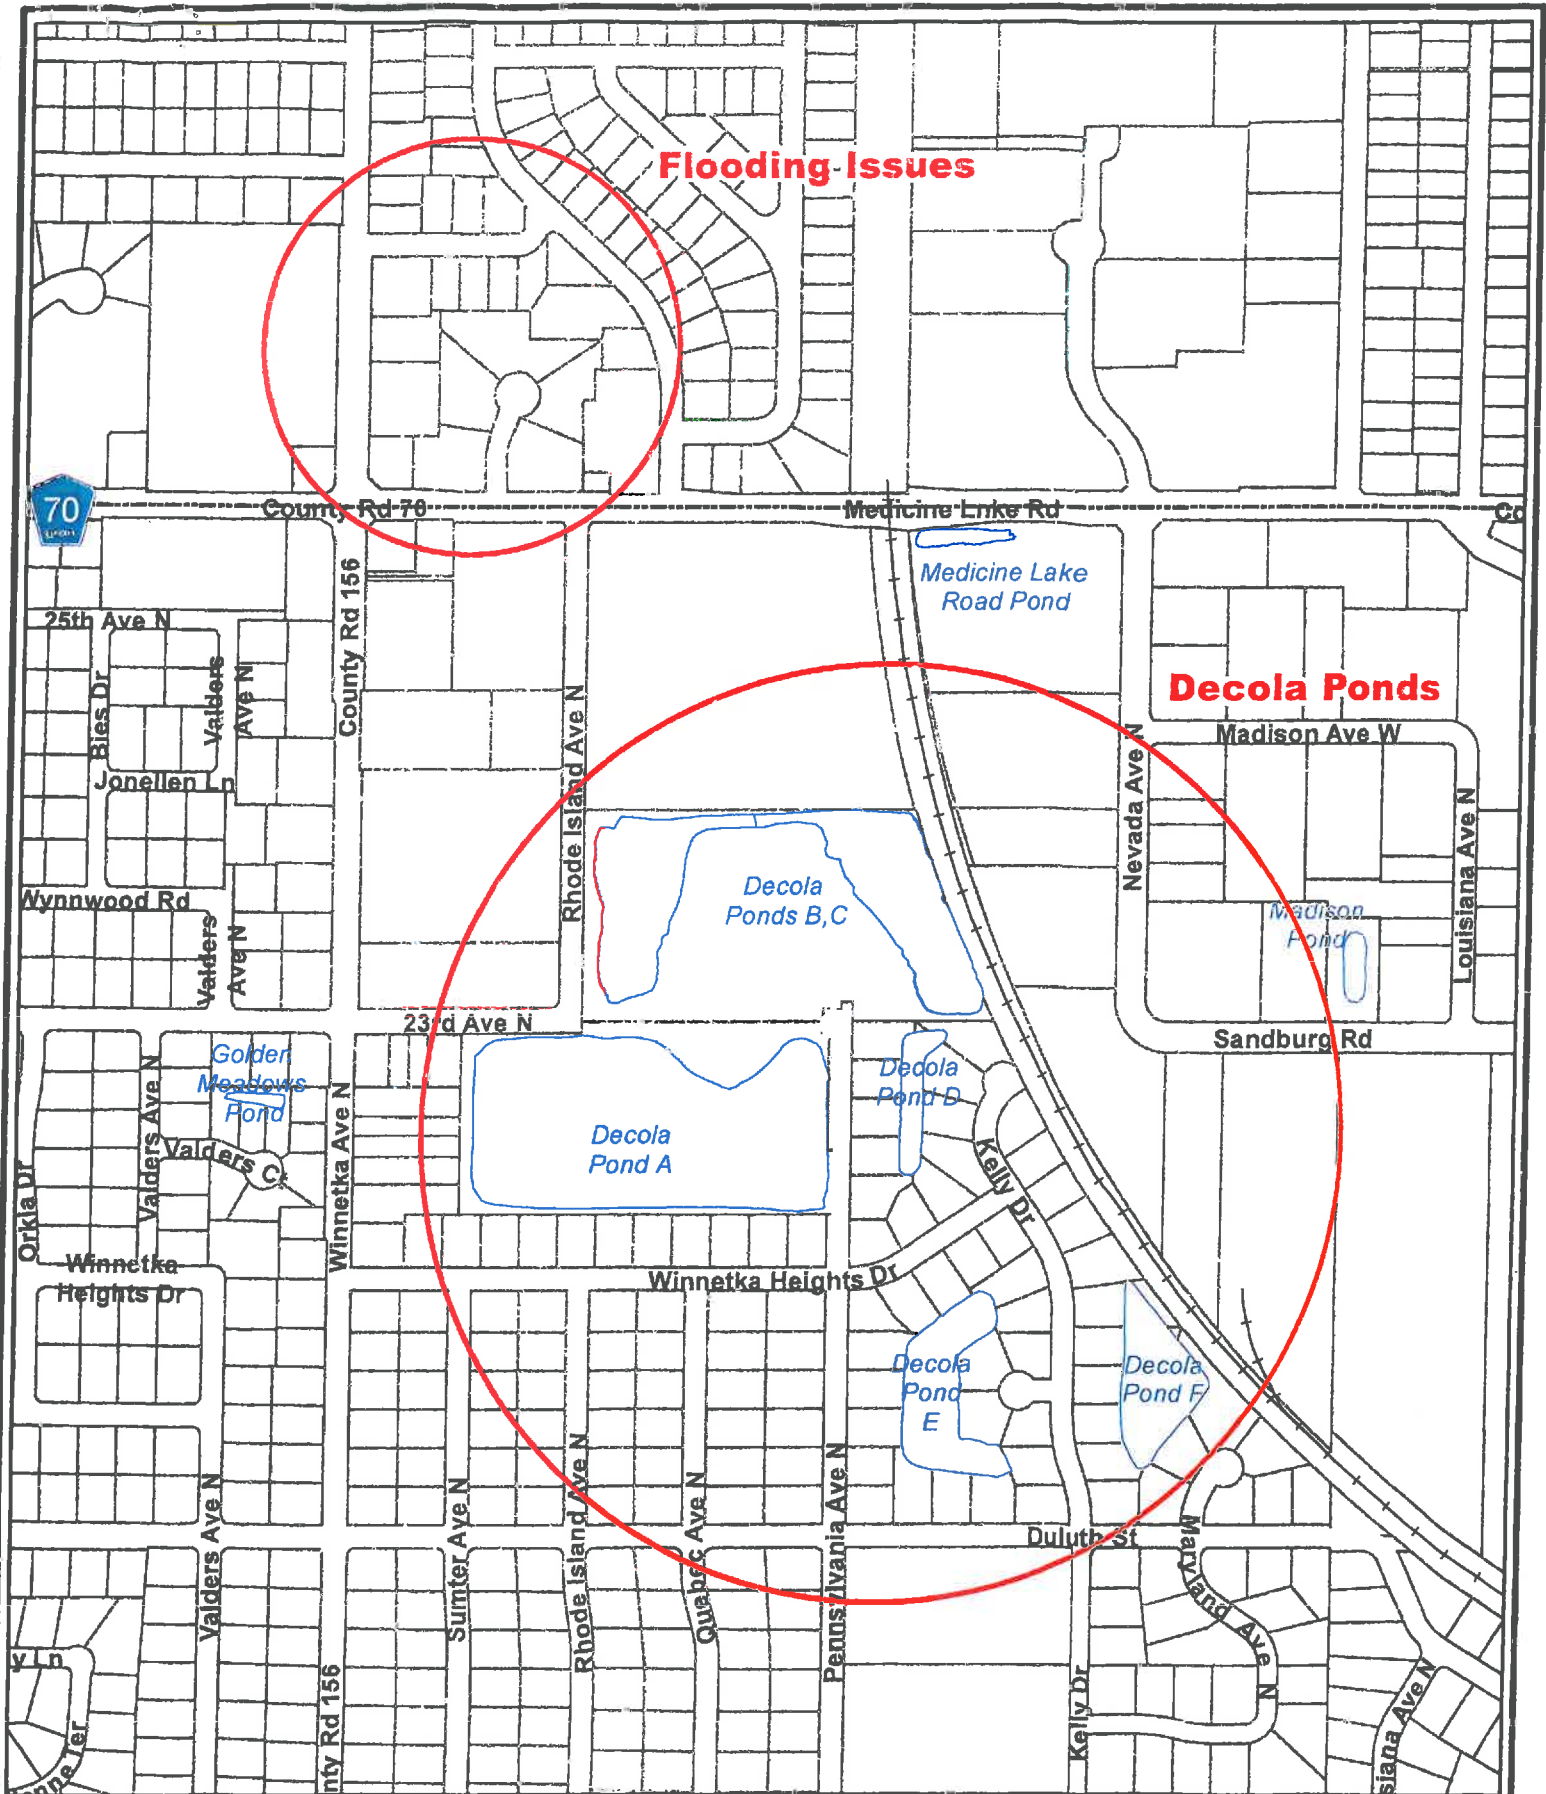 Flooding Issues
70
County Rd 70
Medicine Lake Rd
Medicine Lake
Road Pond
25th Ave N
County Rd 156
Bies Dr
Valders
Ave N
Rhode Island Ave N
Decola Ponds
Madison Ave W
Nevada Ave N
Jonellen Ln
Louisiana Ave N
Decola
Ponds B,C
Wynnwood Rd
Valders
Ave N
Madison
Pond
23rd Ave N
Sandburg Rd
Golden
Meadows
Pond
Valders Ave N
Decola
Pond D
Winnetka Ave N
Decola
Pond A
Valders Ct
Kelly Dr
Orkla Dr
Winnetka
Heights Dr
Winnetka Heights Dr
Decola
Pond
E
Decola
Pond F
Valders Ave N
Sumter Ave N
Rhode Island Ave N
Quebec Ave N
Pennsylvania Ave N
Duluth St
Maryland Ave N
y Ln
nty Rd 156
Kelly Dr
siana Ave N